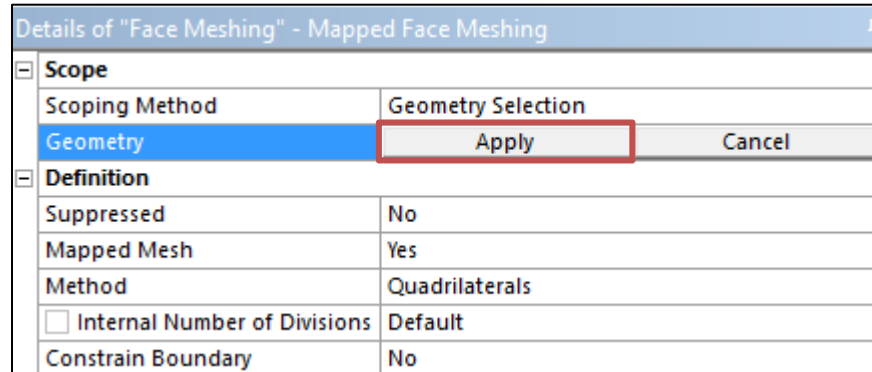 Details of "Face Meshing" - Mapped Face Meshing
Scope
Scoping Method Geometry Selection
Geometry Apply Cancel
Definition
Suppressed No
Mapped Mesh Yes
Method Quadrilaterals
Internal Number of Divisions Default
Constrain Boundary No